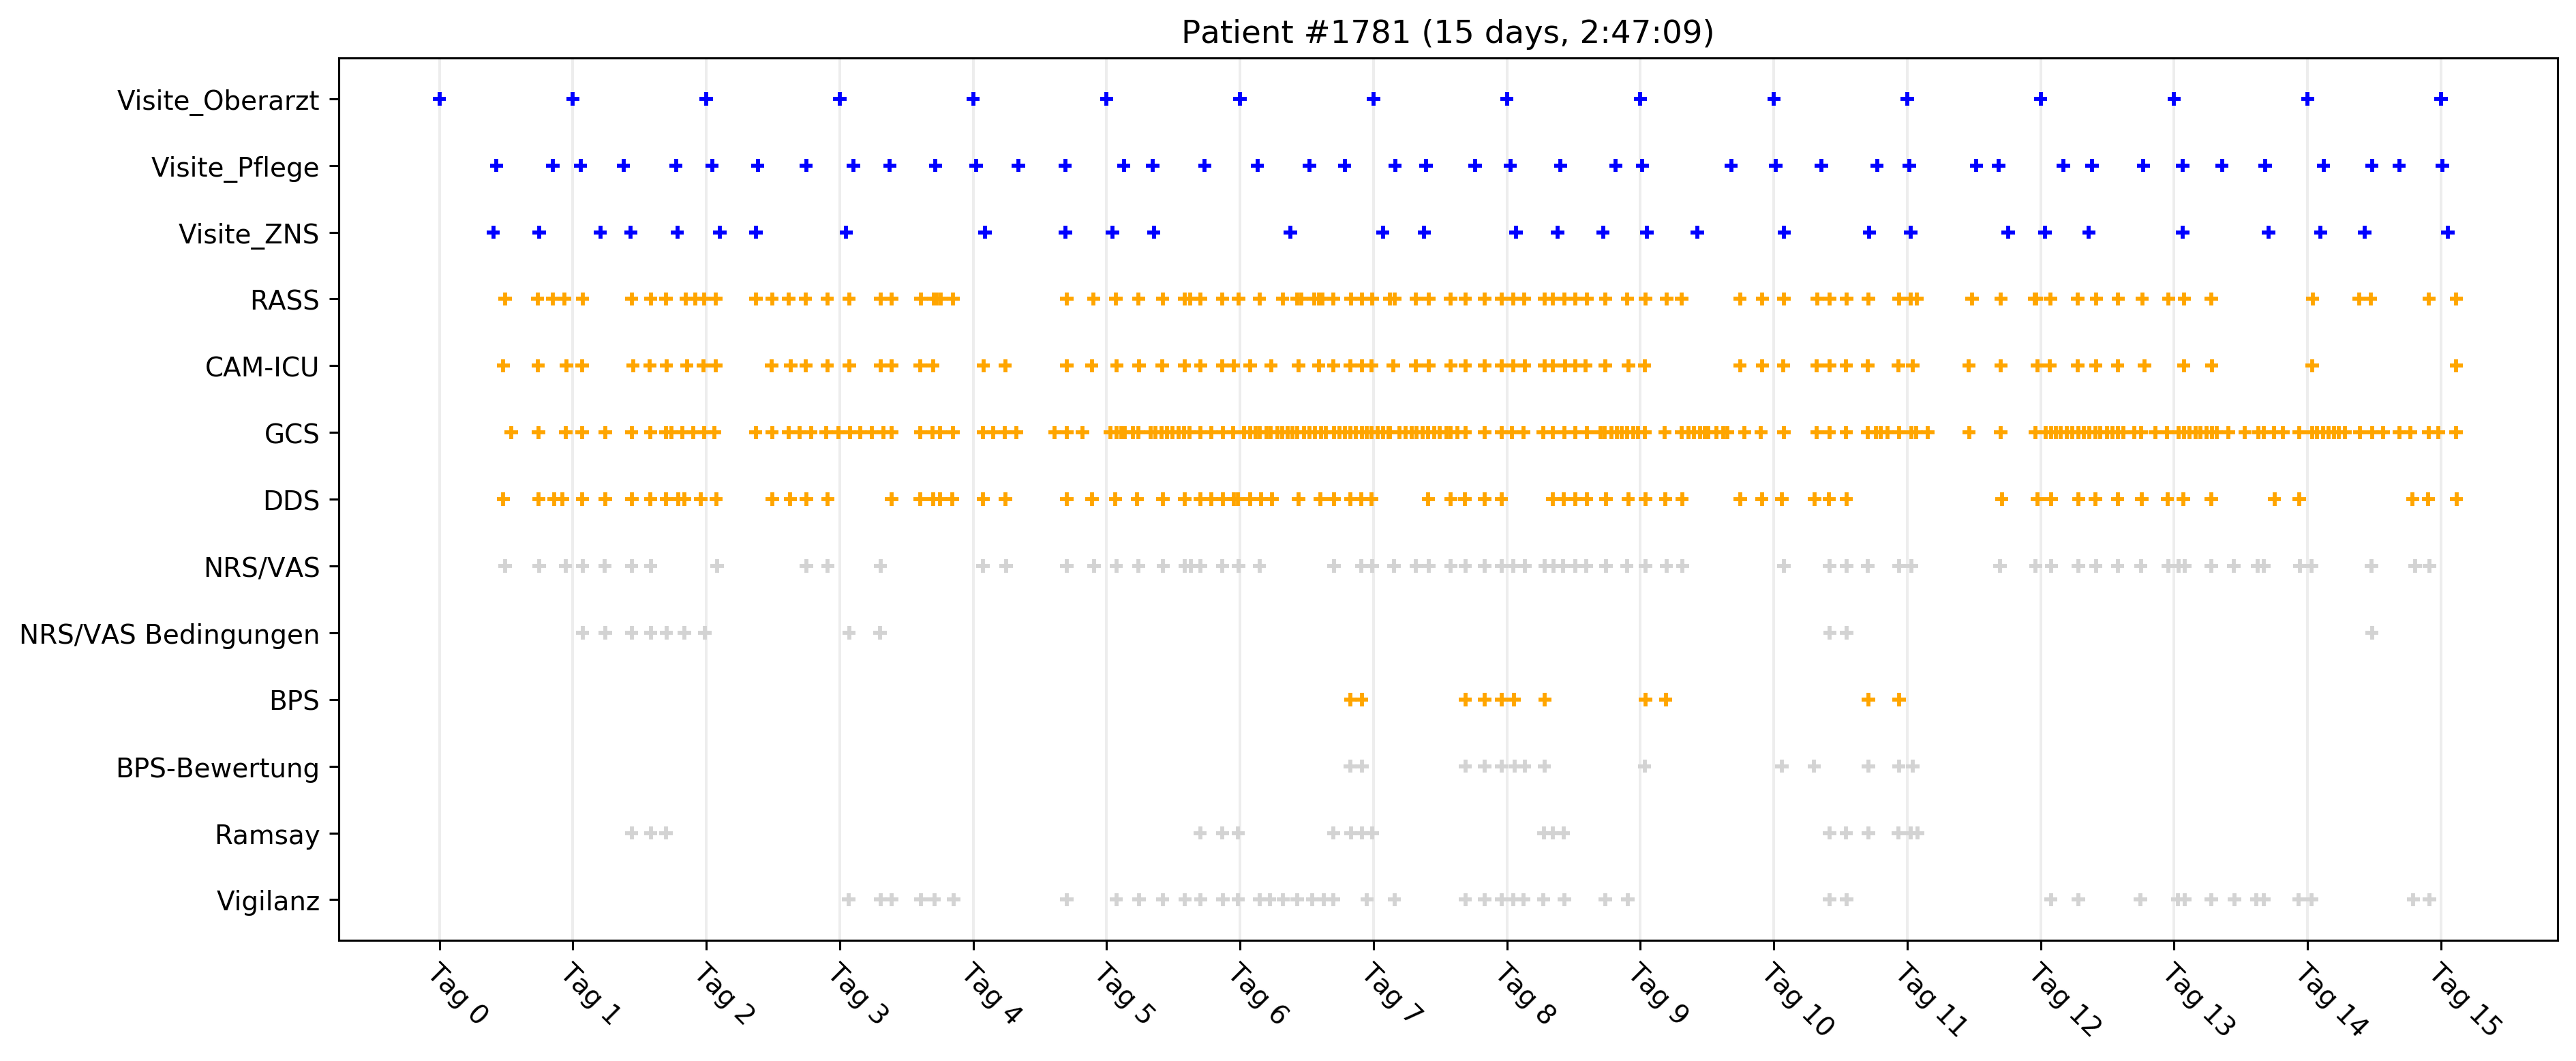 Patient #1781 (15 days, 2:47:09)
Visite_Oberarzt
Visite_Pflege
Visite_ZNS
RASS
CAM-ICU
GCS
DDS
NRS/VAS
NRS/VAS Bedingungen
BPS
BPS-Bewertung
Ramsay
Vigilanz
Tag 0
Tag 1
Tag 2
Tag 3
Tag 4
Tag 5
Tag 6
Tag 7
Tag 8
Tag 9
Tag 10
Tag 11
Tag 12
Tag 13
Tag 14
Tag 15